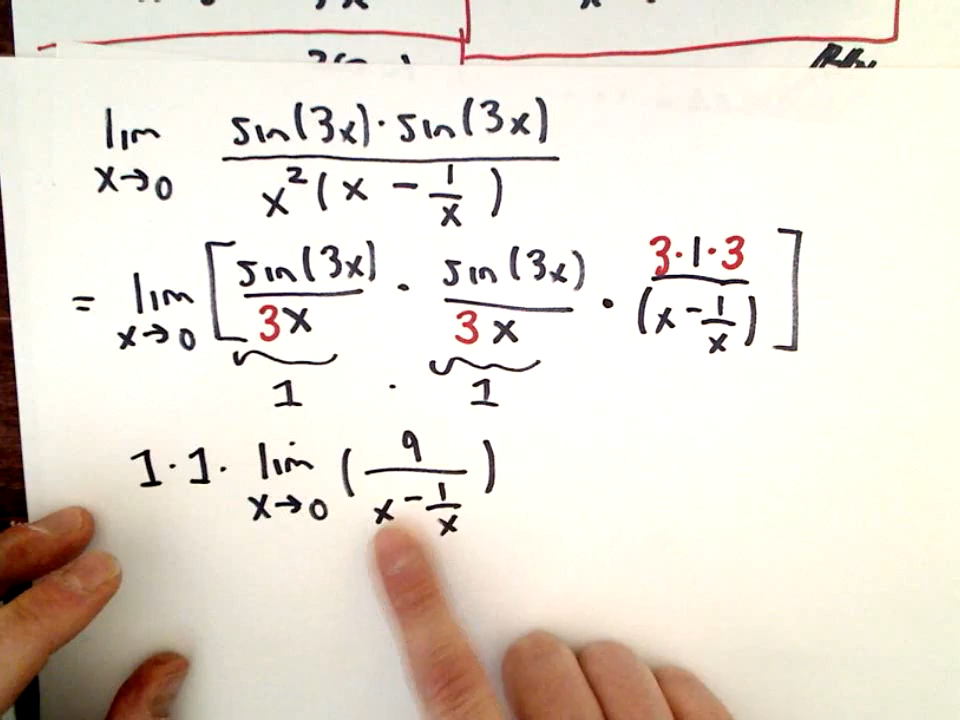 lim x→0 sin(3x)·sin(3x) / x²(x - 1/x)
= lim x→0 [ sin(3x) / 3x · sin(3x) / 3x · 3·1·3 / (x - 1/x) ]
1 · 1
1·1· lim x→0 ( 9 / x - 1/x )